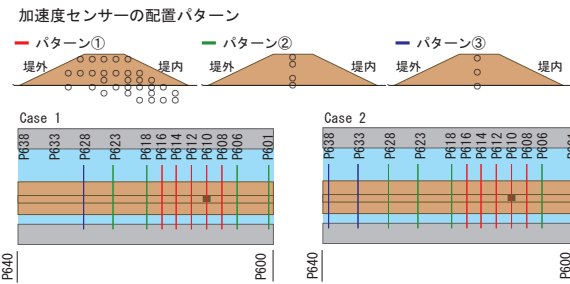 加速度センサーの配置パターン
パターン① パターン② パターン③
堤外 堤内 堤外 堤内 堤外 堤内
Case 1
P638 P633 P628 P623 P618 P616 P614 P612 P610 P608 P606 P601
P640 P600
Case 2
P638 P633 P628 P623 P618 P616 P614 P612 P610 P608 P606
P640 P600